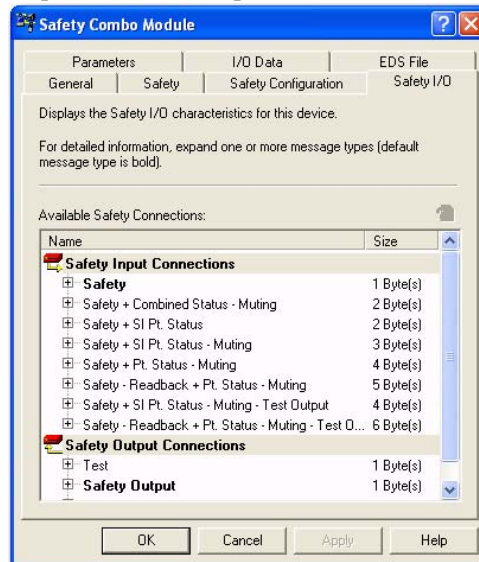 Safety Combo Module
Parameters I/O Data EDS File
General Safety Safety Configuration Safety I/O
Displays the Safety I/O characteristics for this device.
For detailed information, expand one or more message types (default
message type is bold).
Available Safety Connections:
Name Size
Safety Input Connections
Safety 1 Byte(s)
Safety + Combined Status - Muting 2 Byte(s)
Safety + SI Pt. Status 2 Byte(s)
Safety + SI Pt. Status - Muting 3 Byte(s)
Safety + Pt. Status - Muting 4 Byte(s)
Safety - Readback + Pt. Status - Muting 5 Byte(s)
Safety + SI Pt. Status - Muting - Test Output 4 Byte(s)
Safety - Readback + Pt. Status - Muting - Test O... 6 Byte(s)
Safety Output Connections
Test 1 Byte(s)
Safety Output 1 Byte(s)
OK Cancel Apply Help